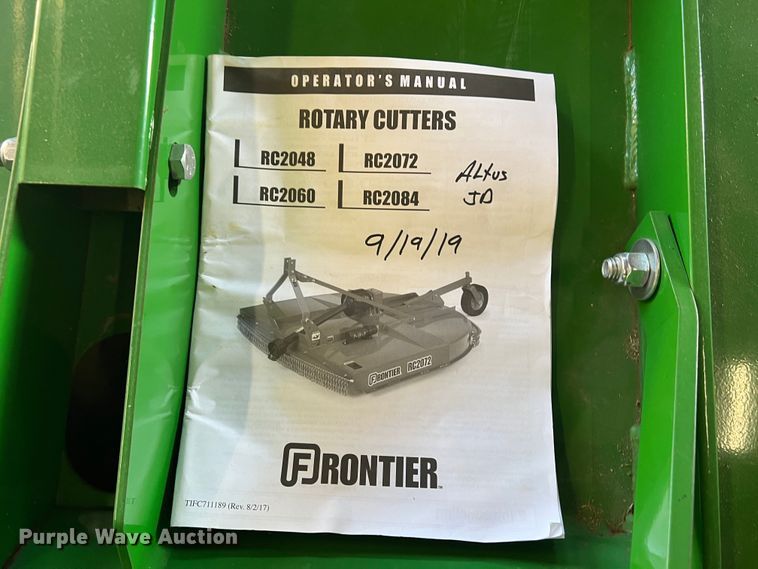 OPERATOR'S MANUAL
ROTARY CUTTERS
RC2048 RC2072
RC2060 RC2084
Altus
JD
9/19/19
FRONTIER RC2072
FRONTIER™
TIFC711189 (Rev. 8/2/17)
Purple Wave Auction